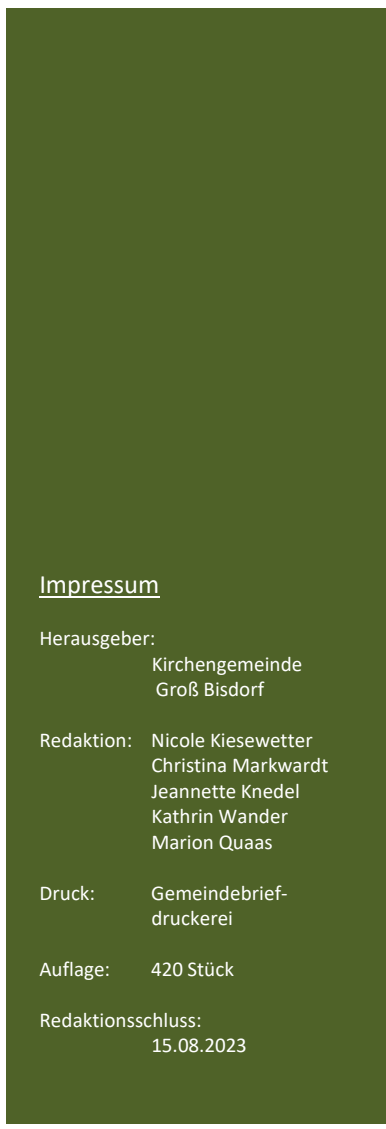 Impressum
Herausgeber:
Kirchengemeinde
Groß Bisdorf
Redaktion: Nicole Kiesewetter
Christina Markwardt
Jeannette Knedel
Kathrin Wander
Marion Quaas
Druck: Gemeindebrief-
druckerei
Auflage: 420 Stück
Redaktionsschluss:
15.08.2023